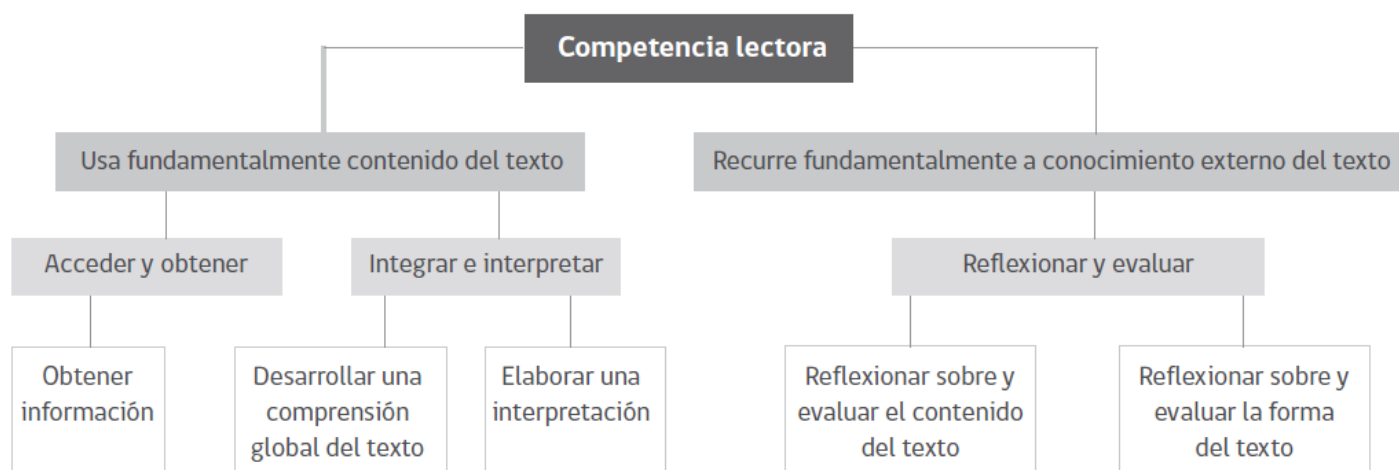 Competencia lectora
Usa fundamentalmente contenido del texto
Recurre fundamentalmente a conocimiento externo del texto
Acceder y obtener
Integrar e interpretar
Reflexionar y evaluar
Obtener
información
Desarrollar una
comprensión
global del texto
Elaborar una
interpretación
Reflexionar sobre y
evaluar el contenido
del texto
Reflexionar sobre y
evaluar la forma
del texto